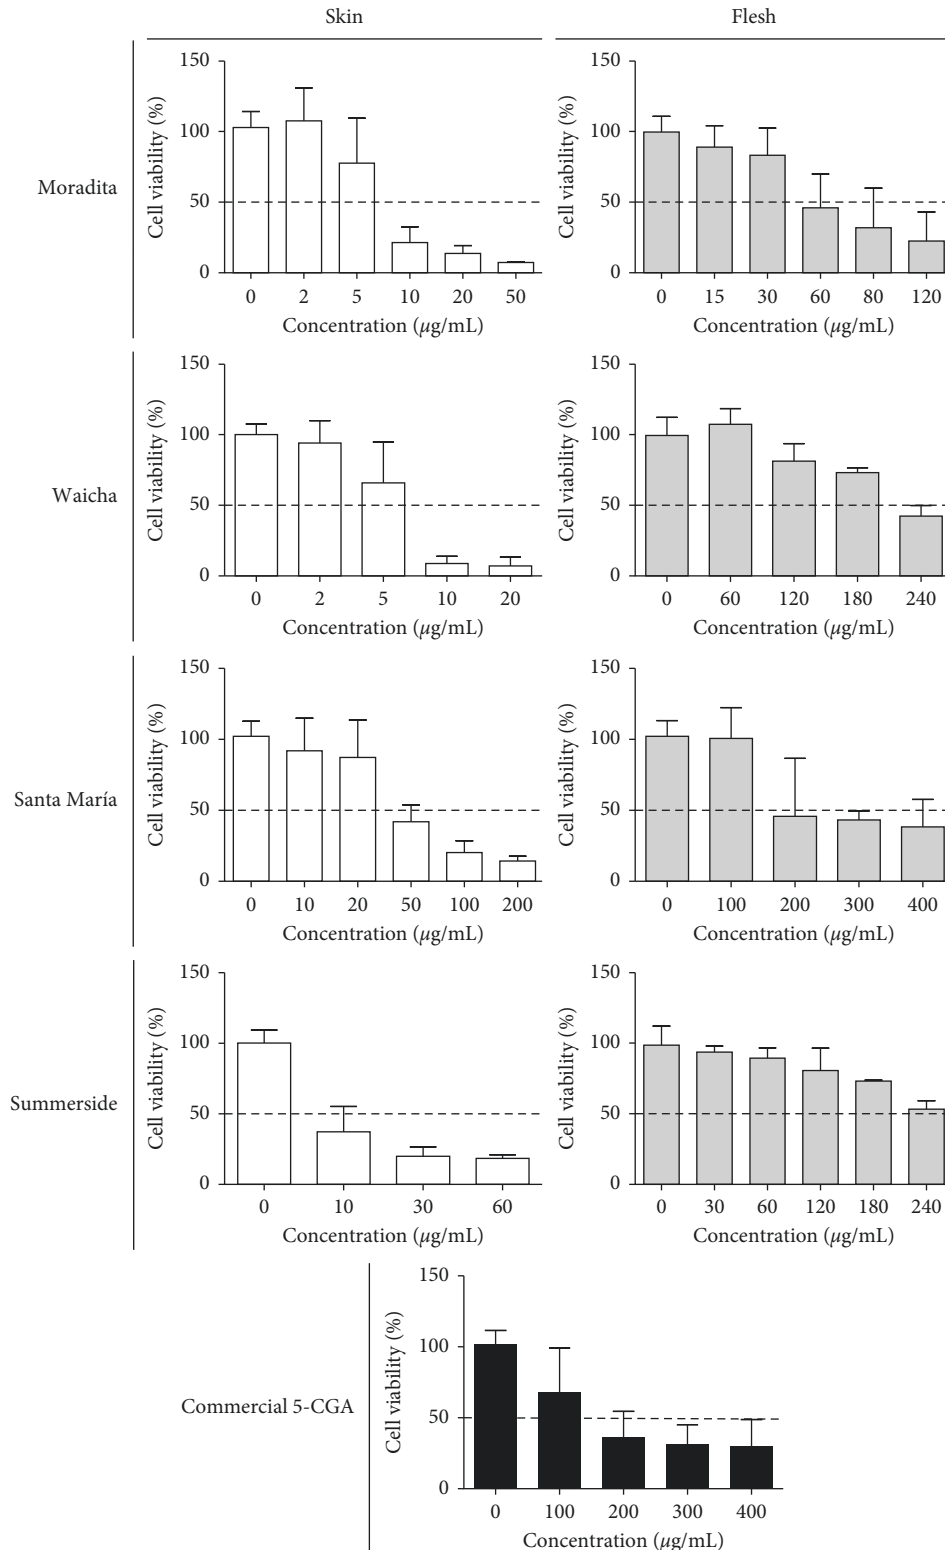 Skin
Flesh
Moradita
Cell viability (%)
150
100
50
0
0 2 5 10 20 50
Concentration (µg/mL)
Cell viability (%)
150
100
50
0
0 15 30 60 80 120
Concentration (µg/mL)
Waicha
Cell viability (%)
150
100
50
0
0 2 5 10 20
Concentration (µg/mL)
Cell viability (%)
150
100
50
0
0 60 120 180 240
Concentration (µg/mL)
Santa María
Cell viability (%)
150
100
50
0
0 10 20 50 100 200
Concentration (µg/mL)
Cell viability (%)
150
100
50
0
0 100 200 300 400
Concentration (µg/mL)
Summerside
Cell viability (%)
150
100
50
0
0 10 30 60
Concentration (µg/mL)
Cell viability (%)
150
100
50
0
0 30 60 120 180 240
Concentration (µg/mL)
Commercial 5-CGA
Cell viability (%)
150
100
50
0
0 100 200 300 400
Concentration (µg/mL)